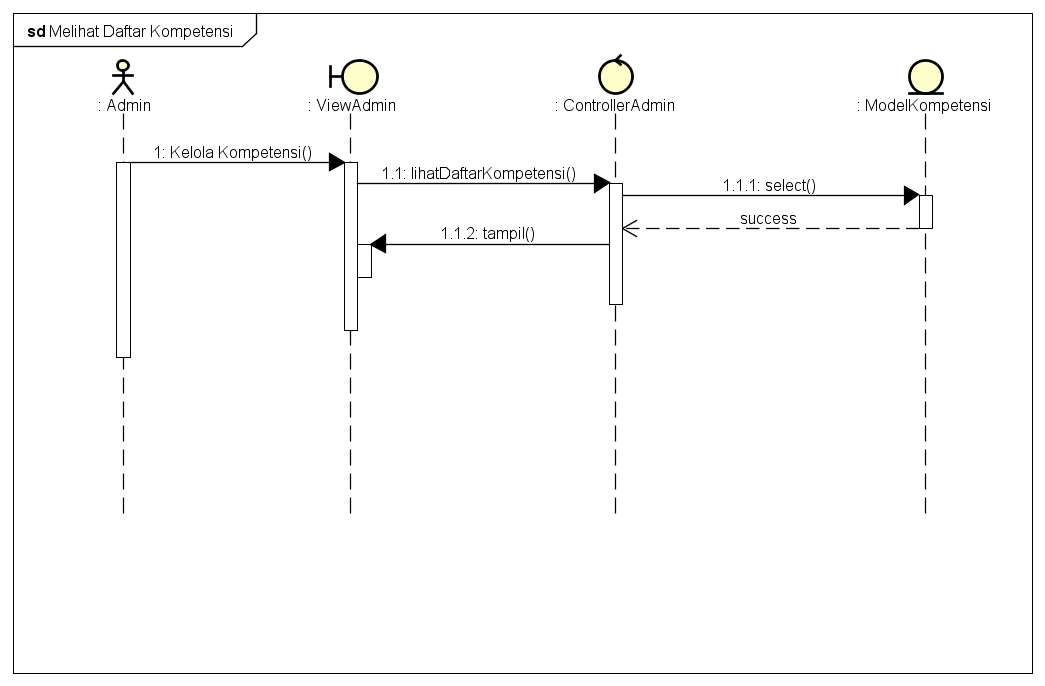 sd Melihat Daftar Kompetensi
: Admin
: ViewAdmin
: ControllerAdmin
: ModelKompetensi
1: Kelola Kompetensi()
1.1: lihatDaftarKompetensi()
1.1.1: select()
success
1.1.2: tampil()